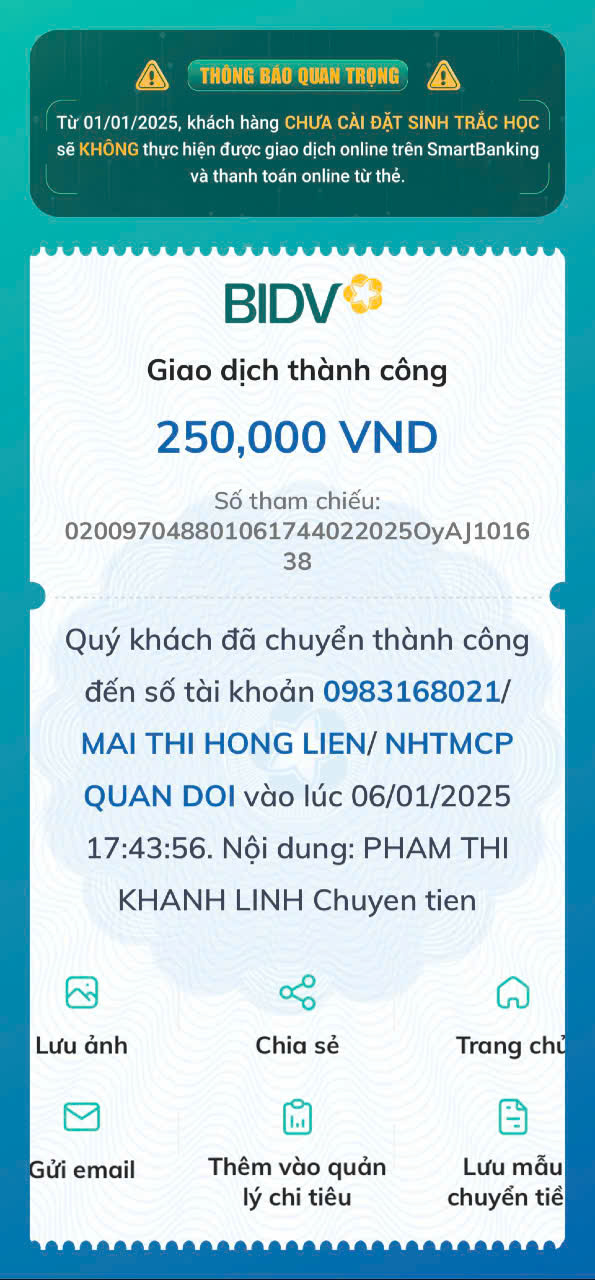 THÔNG BÁO QUAN TRỌNG
Từ 01/01/2025, khách hàng CHƯA CÀI ĐẶT SINH TRẮC HỌC
sẽ KHÔNG thực hiện được giao dịch online trên SmartBanking
và thanh toán online từ thẻ.
BIDV
Giao dịch thành công
250,000 VND
Số tham chiếu:
020097048801061744022025OyAJ1016
38
Quý khách đã chuyển thành công
đến số tài khoản 0983168021/
MAI THI HONG LIEN/ NHTMCP
QUAN DOI vào lúc 06/01/2025
17:43:56. Nội dung: PHAM THI
KHANH LINH Chuyen tien
Lưu ảnh
Chia sẻ
Trang chủ
Gửi email
Thêm vào quản
lý chi tiêu
Lưu mẫu
chuyển tiề